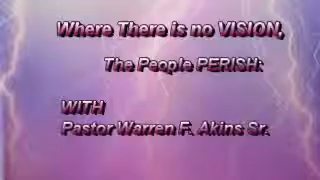 Where There is no VISION,
The People PERISH:
WITH
Pastor Warren F. Akins Sr.